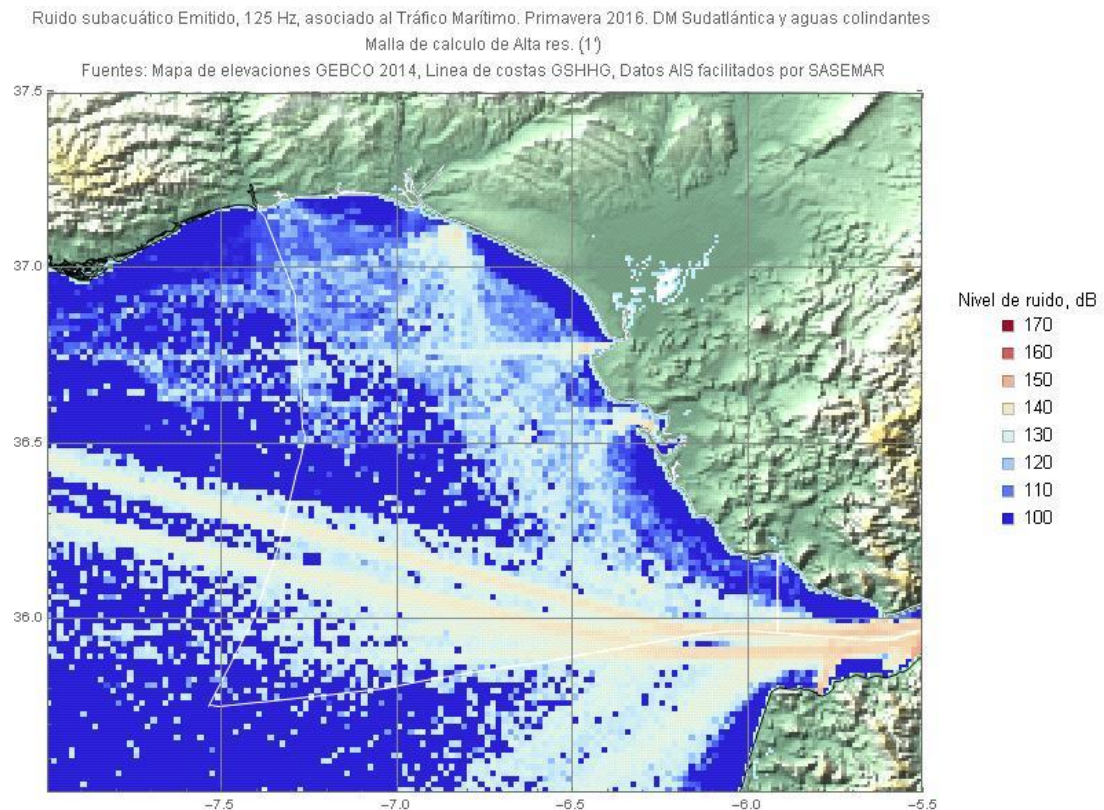 Ruido subacuático Emitido, 125 Hz, asociado al Tráfico Marítimo. Primavera 2016. DM Sudatlántica y aguas colindantes
Malla de calculo de Alta res. (1')
Fuentes: Mapa de elevaciones GEBCO 2014, Linea de costas GSHHG, Datos AIS facilitados por SASEMAR
37.5
37.0
36.5
36.0
Nivel de ruido, dB
170
160
150
140
130
120
110
100
-7.5 -7.0 -6.5 -6.0 -5.5